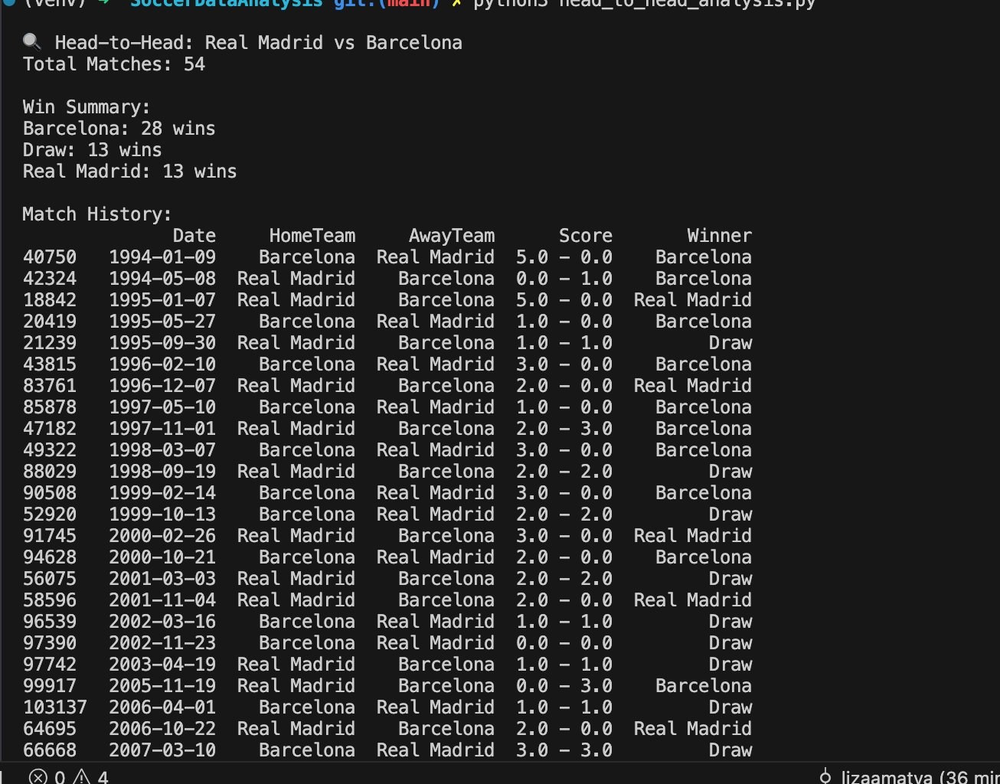 (venv) → SoccerDataAnalysis git:(main) ✗ python3 head_to_head_analysis.py
🔍 Head-to-Head: Real Madrid vs Barcelona
Total Matches: 54
Win Summary:
Barcelona: 28 wins
Draw: 13 wins
Real Madrid: 13 wins
Match History:
Date HomeTeam AwayTeam Score Winner
40750 1994-01-09 Barcelona Real Madrid 5.0 - 0.0 Barcelona
42324 1994-05-08 Real Madrid Barcelona 0.0 - 1.0 Barcelona
18842 1995-01-07 Real Madrid Barcelona 5.0 - 0.0 Real Madrid
20419 1995-05-27 Barcelona Real Madrid 1.0 - 0.0 Barcelona
21239 1995-09-30 Real Madrid Barcelona 1.0 - 1.0 Draw
43815 1996-02-10 Barcelona Real Madrid 3.0 - 0.0 Barcelona
83761 1996-12-07 Real Madrid Barcelona 2.0 - 0.0 Real Madrid
85878 1997-05-10 Barcelona Real Madrid 1.0 - 0.0 Barcelona
47182 1997-11-01 Real Madrid Barcelona 2.0 - 3.0 Barcelona
49322 1998-03-07 Barcelona Real Madrid 3.0 - 0.0 Barcelona
88029 1998-09-19 Real Madrid Barcelona 2.0 - 2.0 Draw
90508 1999-02-14 Barcelona Real Madrid 3.0 - 0.0 Barcelona
52920 1999-10-13 Barcelona Real Madrid 2.0 - 2.0 Draw
91745 2000-02-26 Real Madrid Barcelona 3.0 - 0.0 Real Madrid
94628 2000-10-21 Barcelona Real Madrid 2.0 - 0.0 Barcelona
56075 2001-03-03 Real Madrid Barcelona 2.0 - 2.0 Draw
58596 2001-11-04 Real Madrid Barcelona 2.0 - 0.0 Real Madrid
96539 2002-03-16 Barcelona Real Madrid 1.0 - 1.0 Draw
97390 2002-11-23 Barcelona Real Madrid 0.0 - 0.0 Draw
97742 2003-04-19 Real Madrid Barcelona 1.0 - 1.0 Draw
99917 2005-11-19 Real Madrid Barcelona 0.0 - 3.0 Barcelona
103137 2006-04-01 Barcelona Real Madrid 1.0 - 1.0 Draw
64695 2006-10-22 Real Madrid Barcelona 2.0 - 0.0 Real Madrid
66668 2007-03-10 Barcelona Real Madrid 3.0 - 3.0 Draw
0 4 lizaamatya (36 min